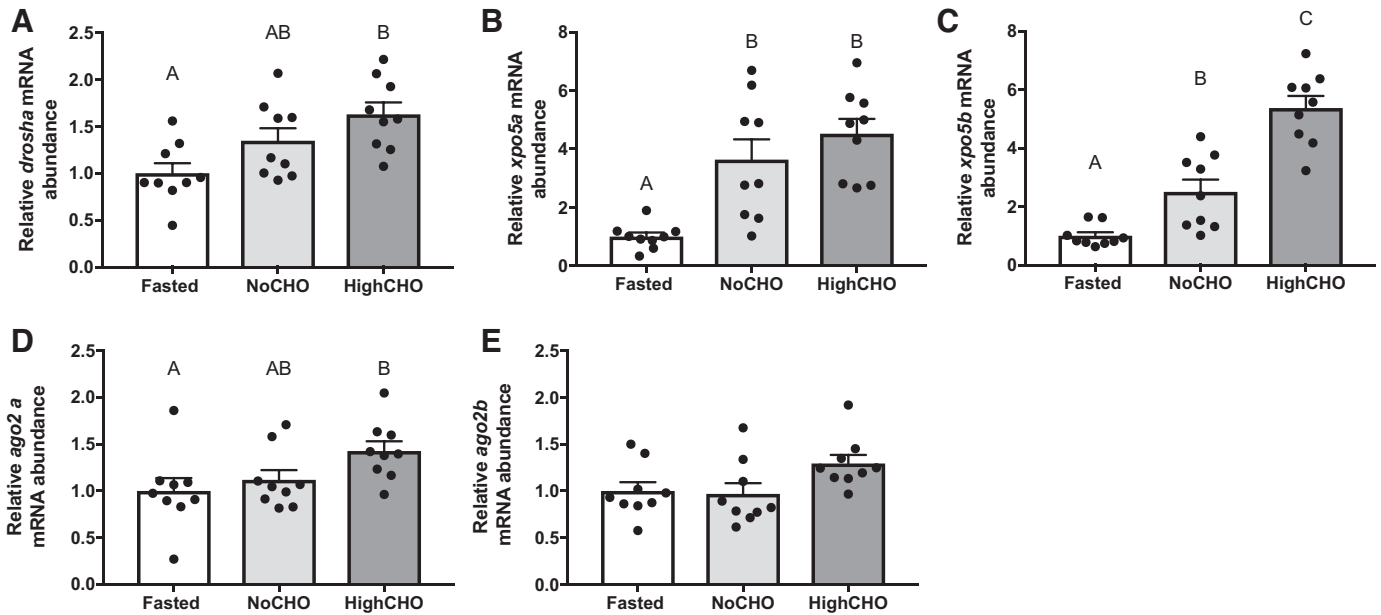 A
Relative drosha mRNA
abundance
2.5
2.0
1.5
1.0
0.5
0.0
A
AB
B
Fasted
NoCHO
HighCHO
B
Relative xpo5a mRNA
abundance
8
6
4
2
0
A
B
B
Fasted
NoCHO
HighCHO
C
Relative xpo5b mRNA
abundance
8
6
4
2
0
A
B
C
Fasted
NoCHO
HighCHO
D
Relative ago2 a
mRNA abundance
2.5
2.0
1.5
1.0
0.5
0.0
A
AB
B
Fasted
NoCHO
HighCHO
E
Relative ago2b
mRNA abundance
2.5
2.0
1.5
1.0
0.5
0.0
Fasted
NoCHO
HighCHO